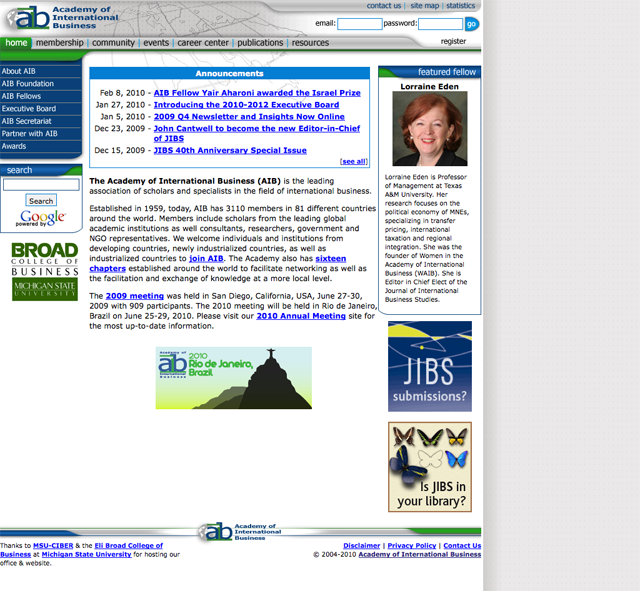 Academy of
International
Business
contact us | site map | statistics
email: password: go
home membership | community | events | career center | publications | resources
register
About AIB
AIB Foundation
AIB Fellows
Executive Board
AIB Secretariat
Partner with AIB
Awards
search
Search
Google
powered by
BROAD
COLLEGE OF
BUSINESS
MICHIGAN STATE
UNIVERSITY
Announcements
Feb 8, 2010 - AIB Fellow Yair Aharoni awarded the Israel Prize
Jan 27, 2010 - Introducing the 2010-2012 Executive Board
Jan 5, 2010 - 2009 Q4 Newsletter and Insights Now Online
Dec 23, 2009 - John Cantwell to become the new Editor-in-Chief
of JIBS
Dec 15, 2009 - JIBS 40th Anniversary Special Issue
[see all]
The Academy of International Business (AIB) is the leading
association of scholars and specialists in the field of international business.
Established in 1959, today, AIB has 3110 members in 81 different countries
around the world. Members include scholars from the leading global
academic institutions as well consultants, researchers, government and
NGO representatives. We welcome individuals and institutions from
developing countries, newly industrialized countries, as well as
industrialized countries to join AIB. The Academy also has sixteen
chapters established around the world to facilitate networking as well as
the facilitation and exchange of knowledge at a more local level.
The 2009 meeting was held in San Diego, California, USA, June 27-30,
2009 with 909 participants. The 2010 meeting will be held in Rio de Janeiro,
Brazil on June 25-29, 2010. Please visit our 2010 Annual Meeting site for
the most up-to-date information.
Academy of
aib
International
Business
2010
Rio de Janeiro,
Brazil
featured fellow
Lorraine Eden
Lorraine Eden is Professor
of Management at Texas
A&M University. Her
research focuses on the
political economy of MNEs,
specializing in transfer
pricing, international
taxation and regional
integration. She was the
founder of Women in the
Academy of International
Business (WAIB). She is
Editor in Chief Elect of the
Journal of International
Business Studies.
JIBS
submissions?
Is JIBS in
your library?
aib
Academy of
International
Business
Thanks to MSU-CIBER & the Eli Broad College of
Business at Michigan State University for hosting our
office & website.
Disclaimer | Privacy Policy | Contact Us
© 2004-2010 Academy of International Business